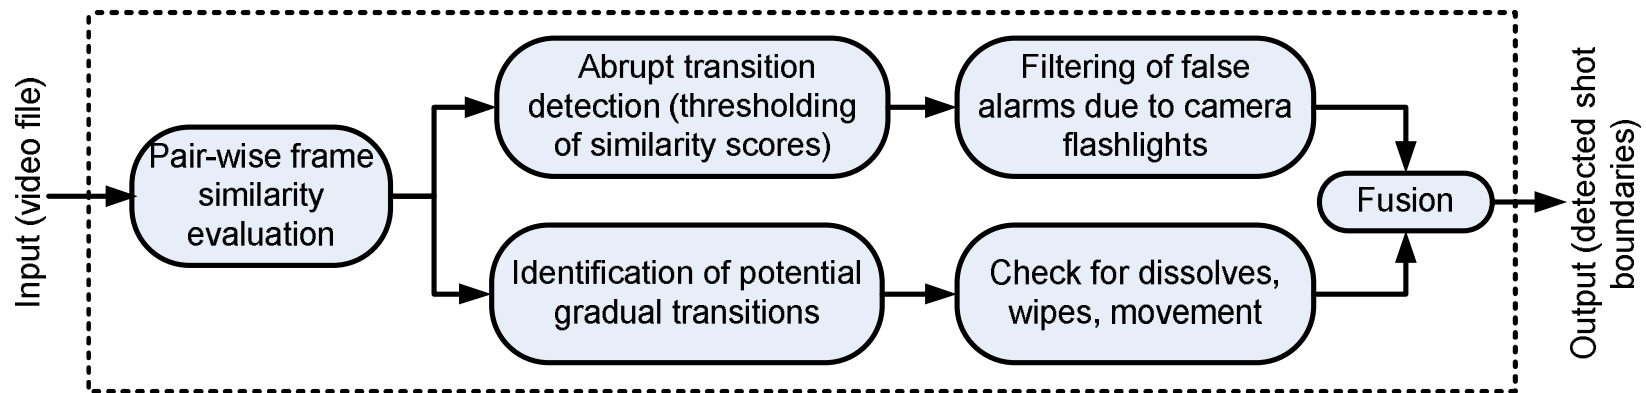 Input (video file)
Pair-wise frame
similarity
evaluation
Abrupt transition
detection (thresholding
of similarity scores)
Filtering of false
alarms due to camera
flashlights
Identification of potential
gradual transitions
Check for dissolves,
wipes, movement
Fusion
Output (detected shot
boundaries)